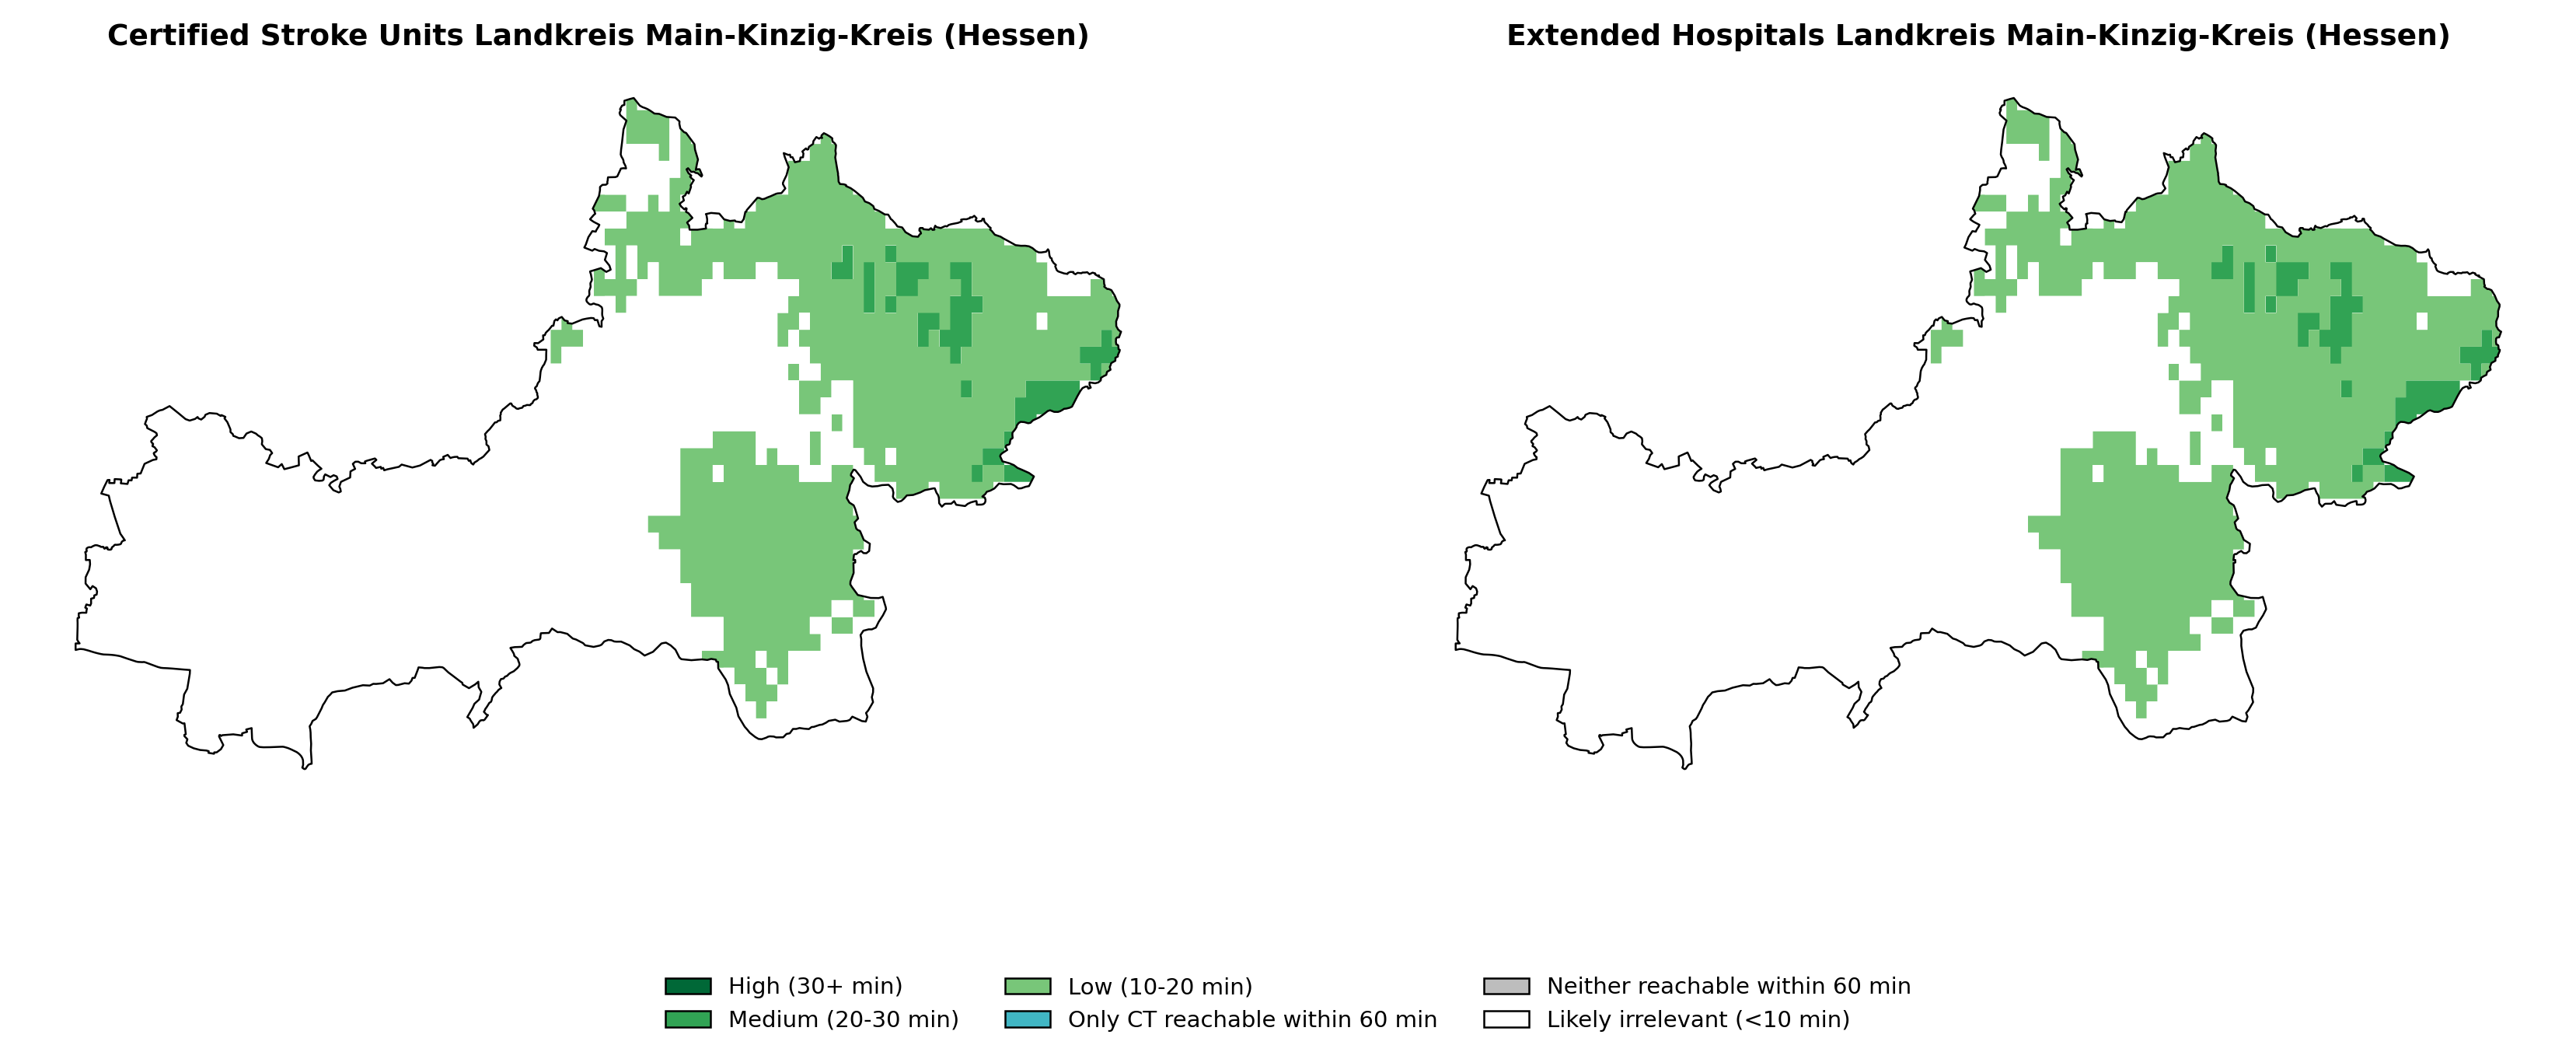 Certified Stroke Units Landkreis Main-Kinzig-Kreis (Hessen)
Extended Hospitals Landkreis Main-Kinzig-Kreis (Hessen)
High (30+ min)
Medium (20-30 min)
Low (10-20 min)
Only CT reachable within 60 min
Neither reachable within 60 min
Likely irrelevant (<10 min)